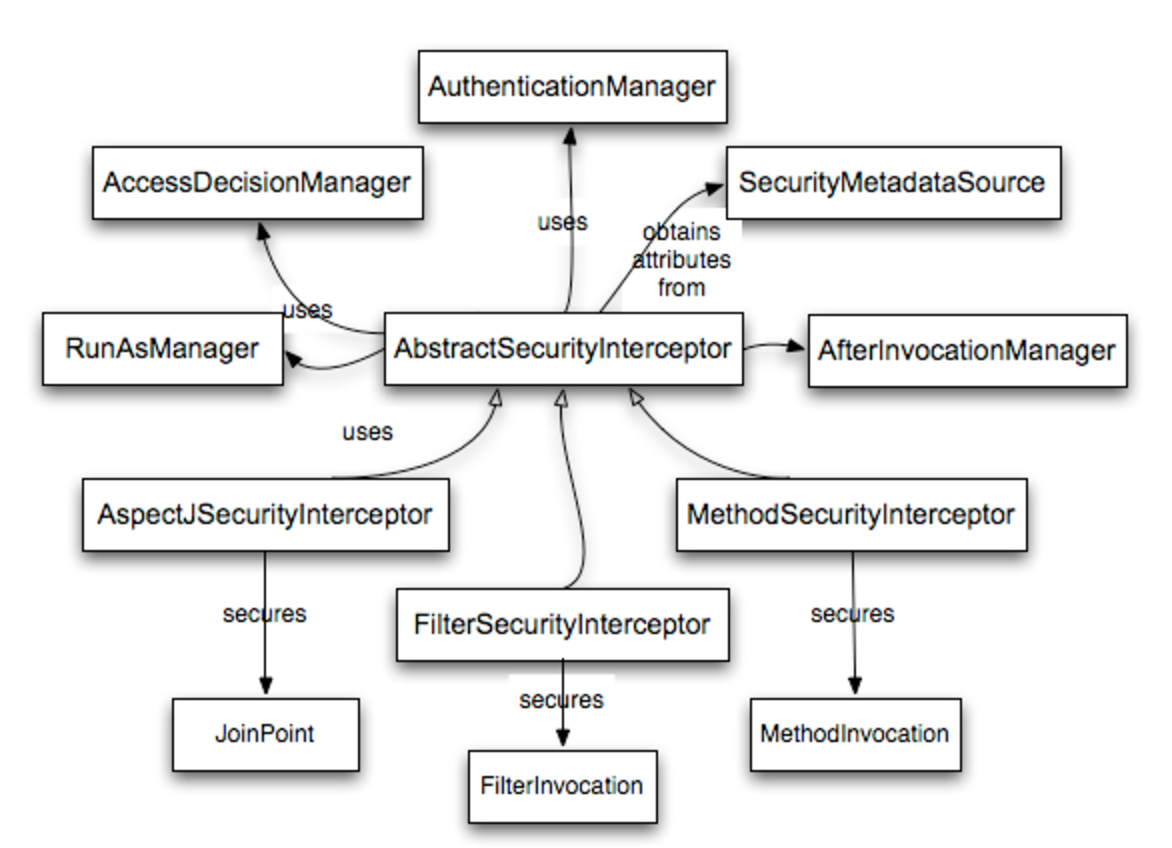 AuthenticationManager
AccessDecisionManager
SecurityMetadataSource
uses
obtains
attributes
from
uses
RunAsManager
AbstractSecurityInterceptor
AfterInvocationManager
uses
AspectJSecurityInterceptor
MethodSecurityInterceptor
secures
FilterSecurityInterceptor
secures
secures
JoinPoint
MethodInvocation
FilterInvocation